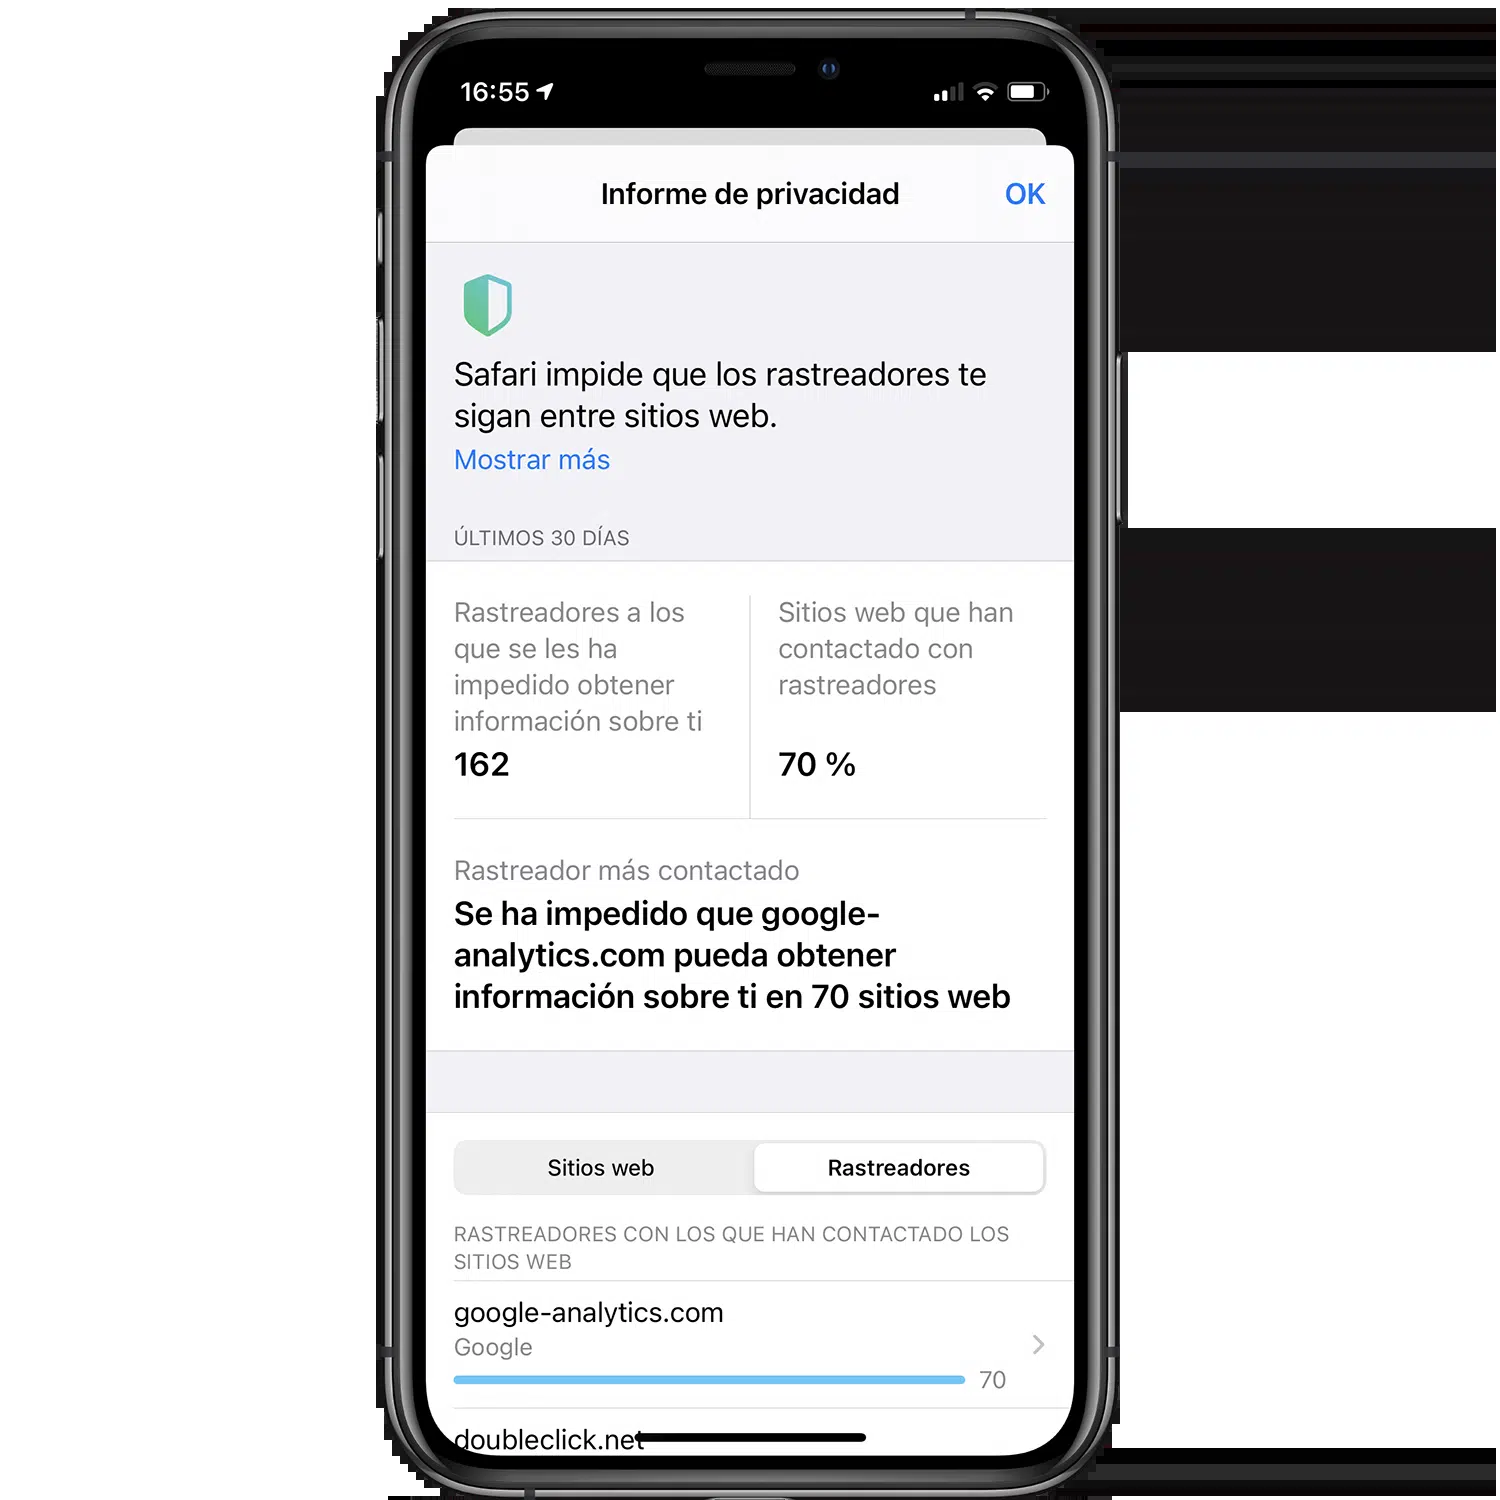 16:55
Informe de privacidad
OK
Safari impide que los rastreadores te
sigan entre sitios web.
Mostrar más
ÚLTIMOS 30 DÍAS
Rastreadores a los
que se les ha
impedido obtener
información sobre ti
162
Sitios web que han
contactado con
rastreadores
70 %
Rastreador más contactado
Se ha impedido que google-
analytics.com pueda obtener
información sobre ti en 70 sitios web
Sitios web
Rastreadores
RASTREADORES CON LOS QUE HAN CONTACTADO LOS
SITIOS WEB
google-analytics.com
Google
70
doubleclick.net